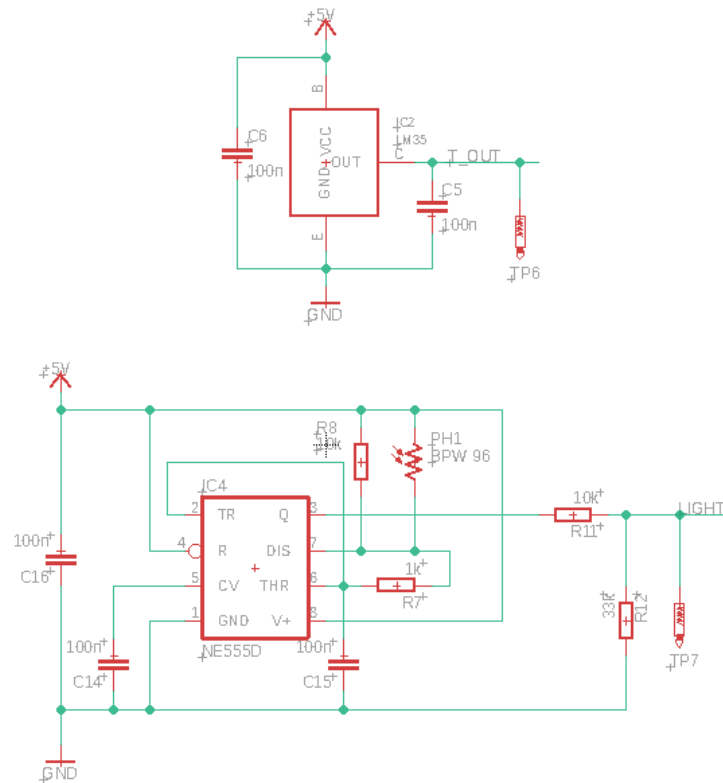 +5V
C6
100n
B
VCC
OUT
GND
E
IC2
LM35
C
T_OUT
C5
100n
TP6
GND
+5V
R8
PH1
BPW 96
IC4
2
TR
Q
3
4
R
DIS
7
5
CV
THR
6
1
GND
V+
8
NE555D
100n
C16
100n
C14
100n
C15
1k
R7
10k
R11
LIGHT
33k
R12
TP7
GND